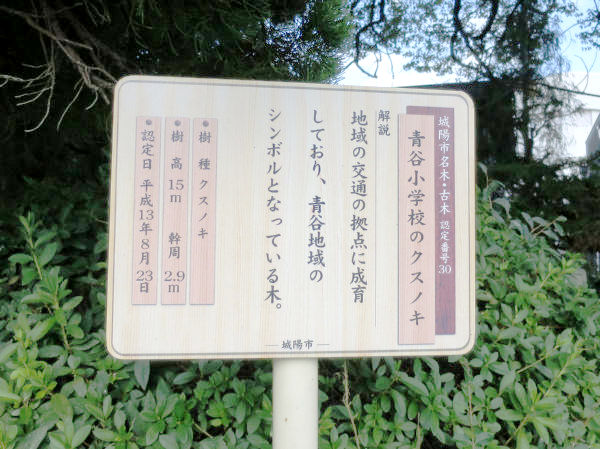 城陽市名木・古木 認定番号30
青谷小学校のクスノキ
解説
地域の交通の拠点に成育
しており、青谷地域の
シンボルとなっている木。
樹種 クスノキ
樹高 15m 幹周 2.9m
認定日 平成13年8月23日
城陽市